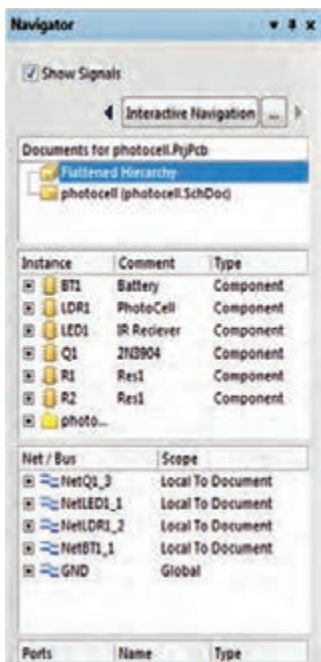 Navigator
Show Signals
Interactive Navigation ...
Documents for photocell.PrjPcb
Flattened Hierarchy
photocell (photocell.SchDoc)
Instance Comment Type
BT1 Battery Component
LDR1 PhotoCell Component
LED1 IR Reciever Component
Q1 2N3904 Component
R1 Res1 Component
R2 Res1 Component
photo...
Net / Bus Scope
NetQ1_3 Local To Document
NetLED1_1 Local To Document
NetLDR1_2 Local To Document
NetBT1_1 Local To Document
GND Global
Ports Name Type